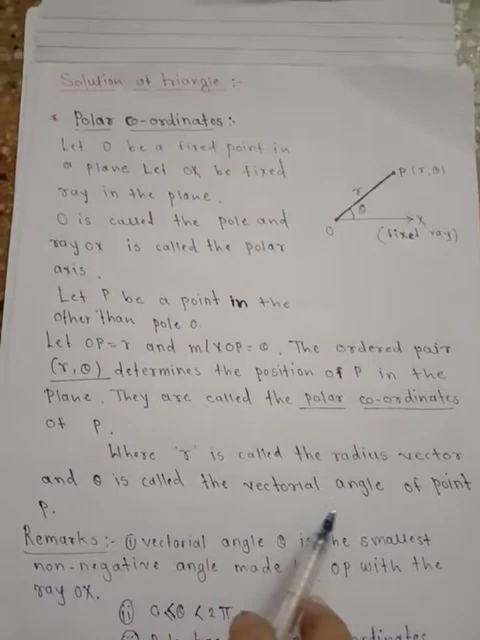 Solution of triangle :-
* Polar co-ordinates :-
Let O be a fixed point in
a plane. Let OX be fixed
ray in the plane.
O is called the pole and
ray OX is called the polar
axis.
P(r,θ)
r
θ
O
X
(fixed ray)
Let P be a point in the
other than pole O.
Let OP=r and m∠XOP=θ. The ordered pair
(r,θ) determines the position of P in the
plane. They are called the polar co-ordinates
of P.
Where 'r' is called the radius vector
and θ is called the vectorial angle of point
P.
Remarks :- (i) vectorial angle θ is the smallest
non-negative angle made OP with the
ray OX.
(ii) 0≤θ<2π